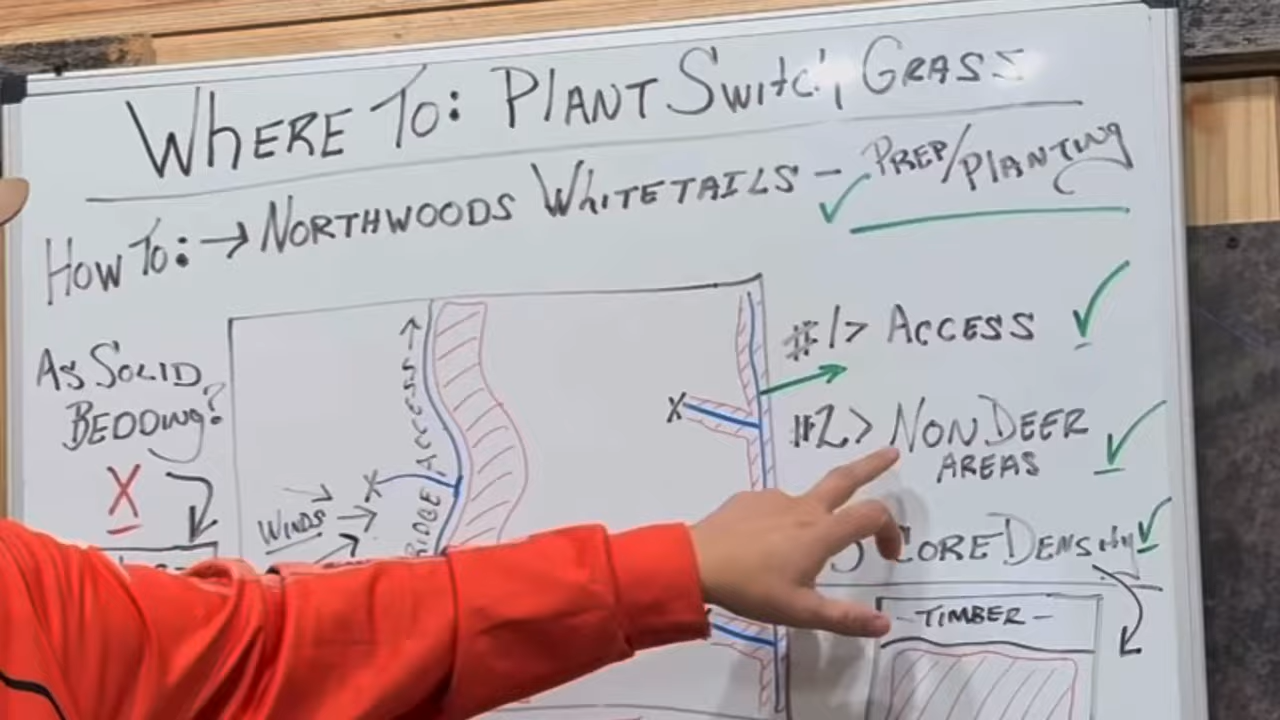 WHERE TO: PLANT SWITCH GRASS
HOW TO: → NORTHWOODS WHITETAILS - PREP/PLANTING
AS SOLID
BEDDING?
X
WINDS
X
RIDGE ACCESS →
X
#1> ACCESS
#2> NON DEER
AREAS
CORE DENSITY
- TIMBER -